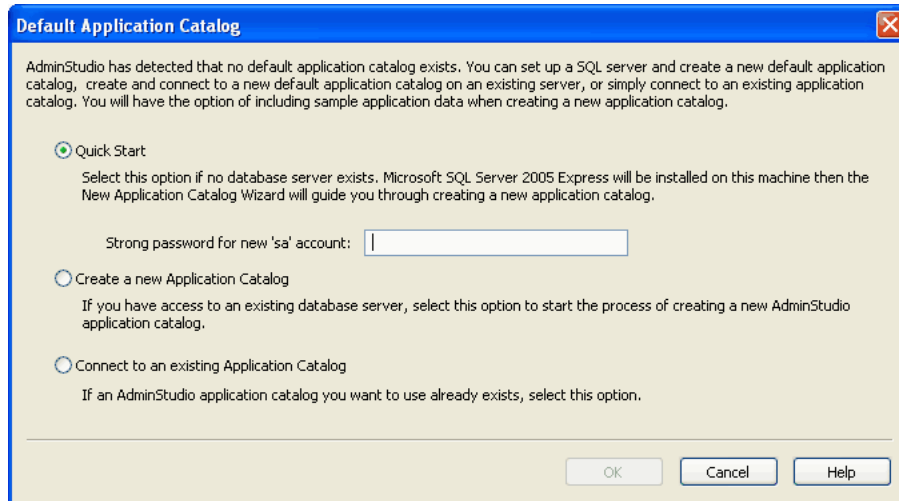 Default Application Catalog
AdminStudio has detected that no default application catalog exists. You can set up a SQL server and create a new default application
catalog, create and connect to a new default application catalog on an existing server, or simply connect to an existing application
catalog. You will have the option of including sample application data when creating a new application catalog.
Quick Start
Select this option if no database server exists. Microsoft SQL Server 2005 Express will be installed on this machine then the
New Application Catalog Wizard will guide you through creating a new application catalog.
Strong password for new 'sa' account:
Create a new Application Catalog
If you have access to an existing database server, select this option to start the process of creating a new AdminStudio
application catalog.
Connect to an existing Application Catalog
If an AdminStudio application catalog you want to use already exists, select this option.
OK Cancel Help